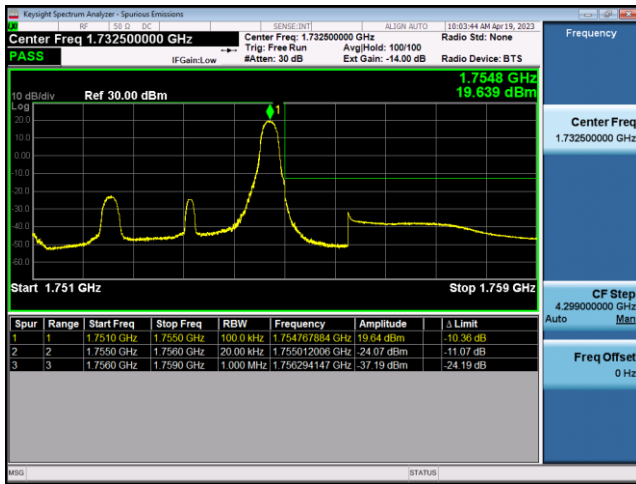 Keysight Spectrum Analyzer - Spurious Emissions
RF 50 Ω DC SENSE:INT ALIGN AUTO 10:03:44 AM Apr 19, 2023
Center Freq 1.732500000 GHz Center Freq: 1.732500000 GHz Radio Std: None
PASS Trig: Free Run Avg|Hold: 100/100
IFGain:Low #Atten: 30 dB Ext Gain: -14.00 dB Radio Device: BTS
1.7548 GHz
10 dB/div Ref 30.00 dBm 19.639 dBm
Log
20.0
1
10.0
0.00
-10.0
-20.0
-30.0
-40.0
-50.0
-60.0
Start 1.751 GHz Stop 1.759 GHz
Spur Range Start Freq Stop Freq RBW Frequency Amplitude Δ Limit
1 1 1.7510 GHz 1.7550 GHz 100.0 kHz 1.754767884 GHz 19.64 dBm -10.36 dB
2 2 1.7550 GHz 1.7560 GHz 20.00 kHz 1.755012006 GHz -24.07 dBm -11.07 dB
3 3 1.7560 GHz 1.7590 GHz 1.000 MHz 1.756294147 GHz -37.19 dBm -24.19 dB
MSG STATUS
Frequency
Center Freq
1.732500000 GHz
CF Step
4.299000000 GHz
Auto Man
Freq Offset
0 Hz